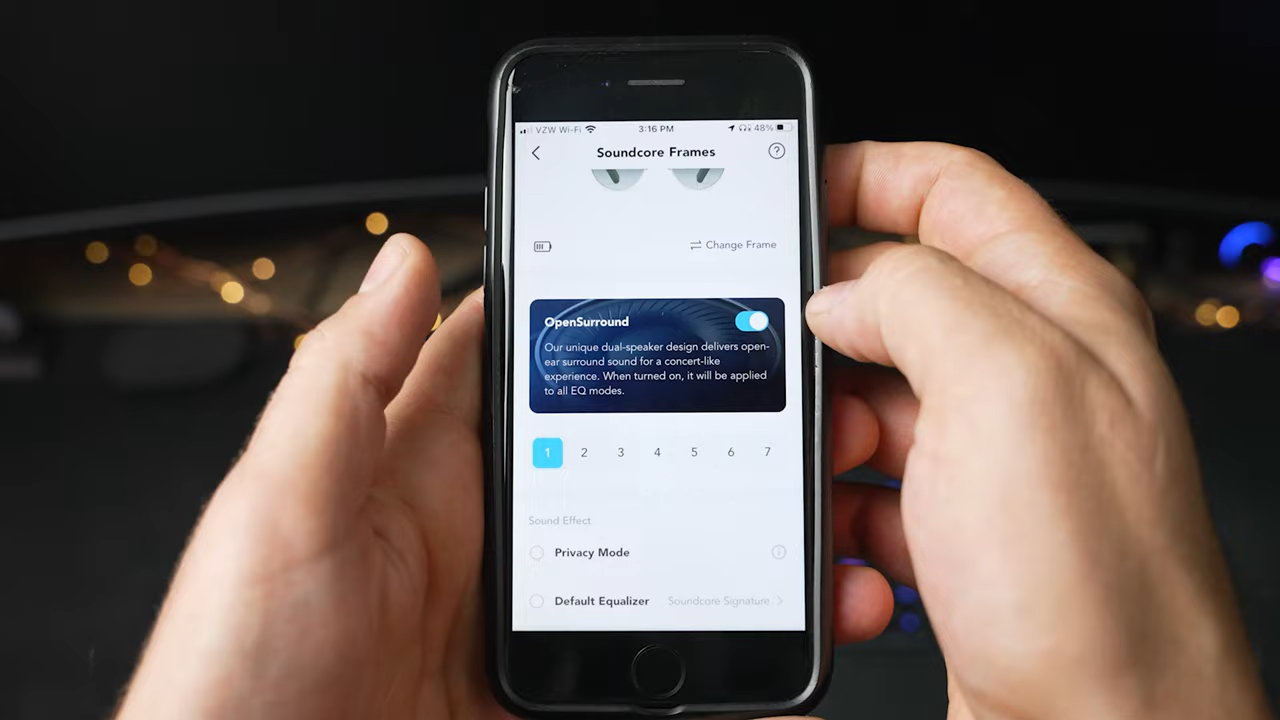 VZW Wi-Fi 3:16 PM 48%
Soundcore Frames ?
Change Frame
OpenSurround
Our unique dual-speaker design delivers open-
ear surround sound for a concert-like
experience. When turned on, it will be applied
to all EQ modes.
1 2 3 4 5 6 7
Sound Effect
Privacy Mode
Default Equalizer Soundcore Signature